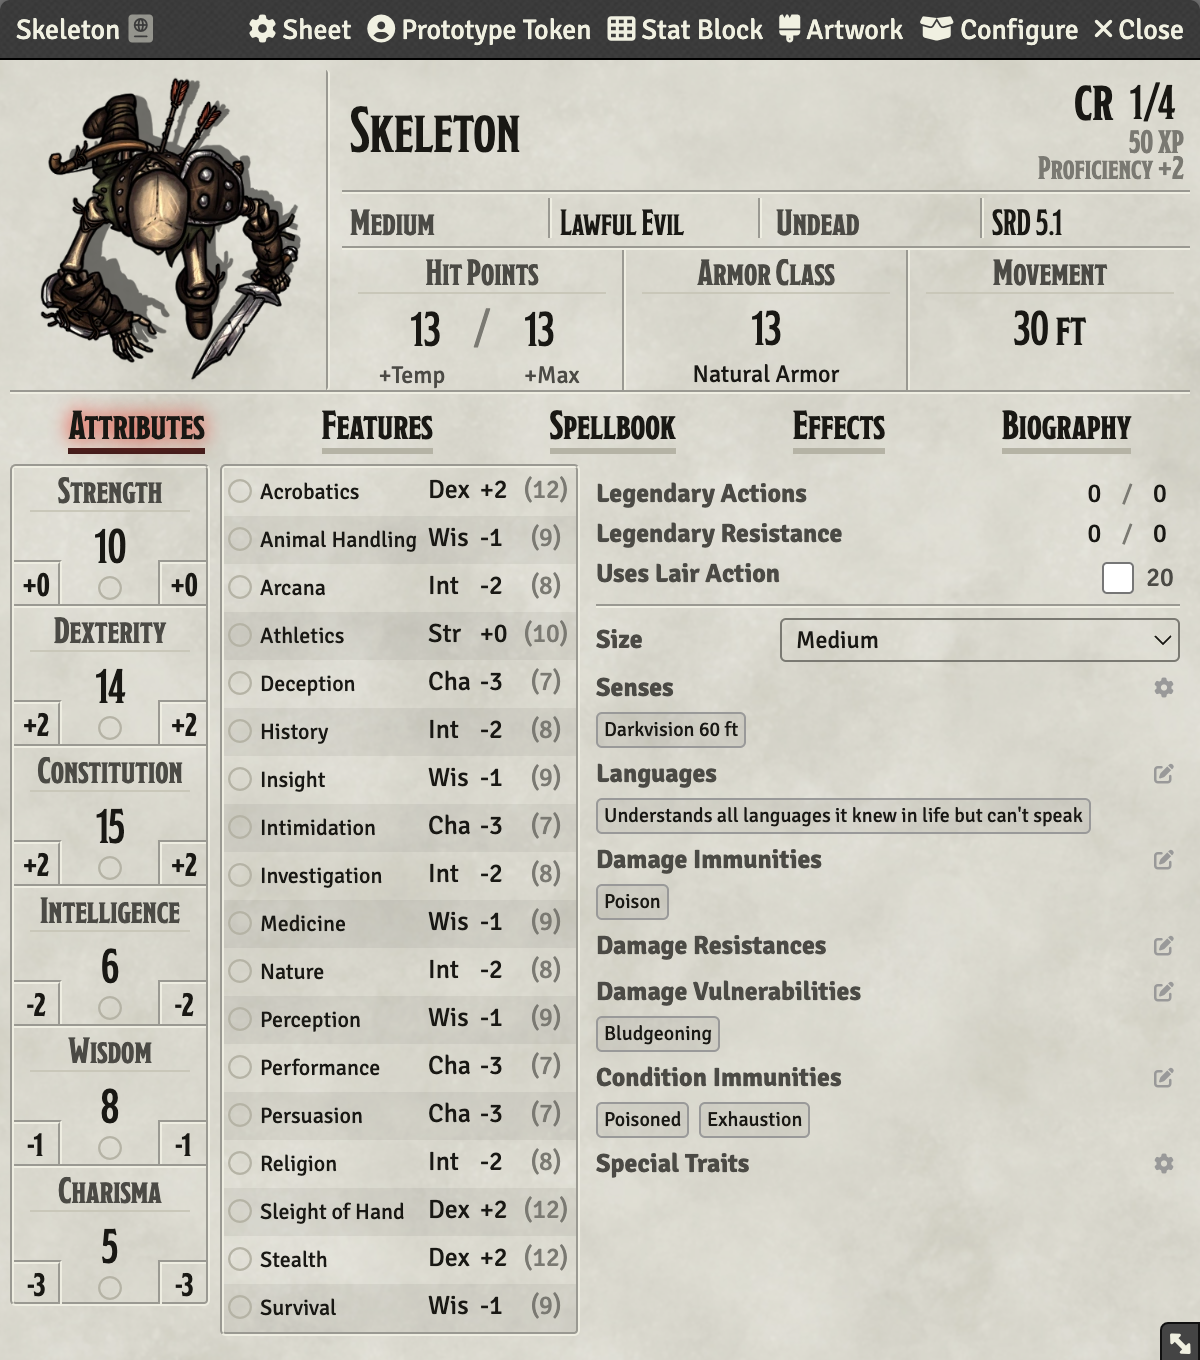 Skeleton Sheet Prototype Token Stat Block Artwork Configure Close
Skeleton
CR 1/4
50 XP
Proficiency +2
Medium Lawful Evil Undead SRD 5.1
Hit Points Armor Class Movement
13 / 13 13 30 ft
+Temp +Max Natural Armor
Attributes Features Spellbook Effects Biography
Strength
10
+0 +0
Dexterity
14
+2 +2
Constitution
15
+2 +2
Intelligence
6
-2 -2
Wisdom
8
-1 -1
Charisma
5
-3 -3
Acrobatics Dex +2 (12)
Animal Handling Wis -1 (9)
Arcana Int -2 (8)
Athletics Str +0 (10)
Deception Cha -3 (7)
History Int -2 (8)
Insight Wis -1 (9)
Intimidation Cha -3 (7)
Investigation Int -2 (8)
Medicine Wis -1 (9)
Nature Int -2 (8)
Perception Wis -1 (9)
Performance Cha -3 (7)
Persuasion Cha -3 (7)
Religion Int -2 (8)
Sleight of Hand Dex +2 (12)
Stealth Dex +2 (12)
Survival Wis -1 (9)
Legendary Actions 0 / 0
Legendary Resistance 0 / 0
Uses Lair Action 20
Size Medium
Senses
Darkvision 60 ft
Languages
Understands all languages it knew in life but can't speak
Damage Immunities
Poison
Damage Resistances
Damage Vulnerabilities
Bludgeoning
Condition Immunities
Poisoned Exhaustion
Special Traits